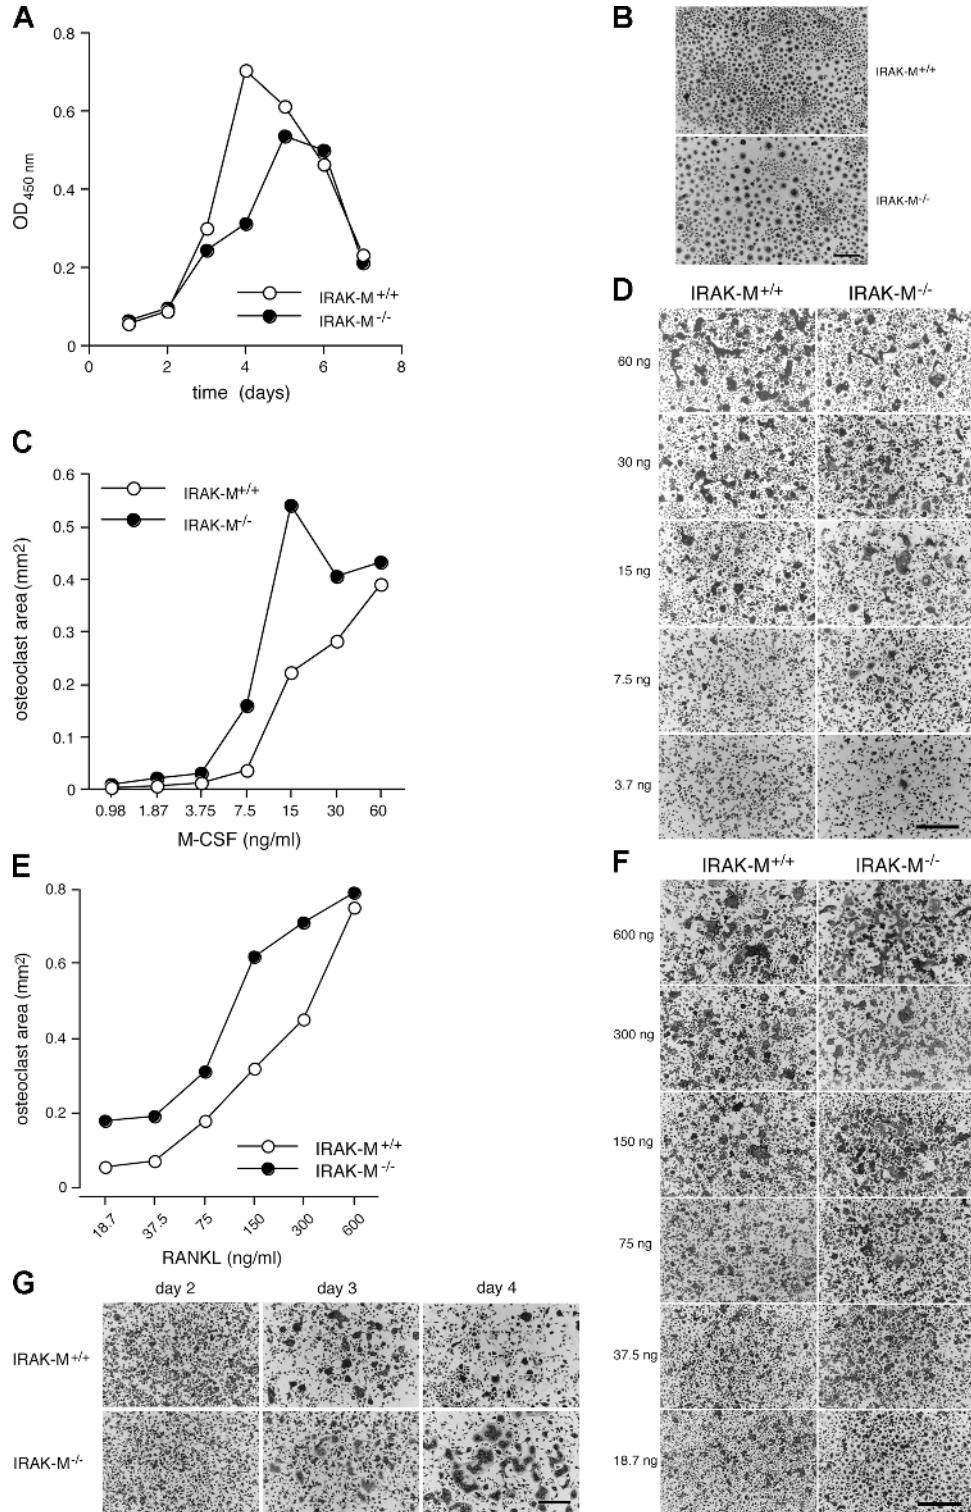 A
0.8
0.6
0.4
0.2
0
0
2
4
6
8
OD450 nm
time (days)
IRAK-M+/+
IRAK-M-/-
B
IRAK-M+/+
IRAK-M-/-
C
0.6
0.5
0.4
0.3
0.2
0.1
0
osteoclast area (mm2)
IRAK-M+/+
IRAK-M-/-
0.98
1.87
3.75
7.5
15
30
60
M-CSF (ng/ml)
D
IRAK-M+/+ IRAK-M-/-
60 ng
30 ng
15 ng
7.5 ng
3.7 ng
E
0.8
0.6
0.4
0.2
0
osteoclast area (mm2)
IRAK-M+/+
IRAK-M-/-
18.7
37.5
75
150
300
600
RANKL (ng/ml)
F
IRAK-M+/+ IRAK-M-/-
600 ng
300 ng
150 ng
75 ng
37.5 ng
18.7 ng
G
day 2 day 3 day 4
IRAK-M+/+
IRAK-M-/-